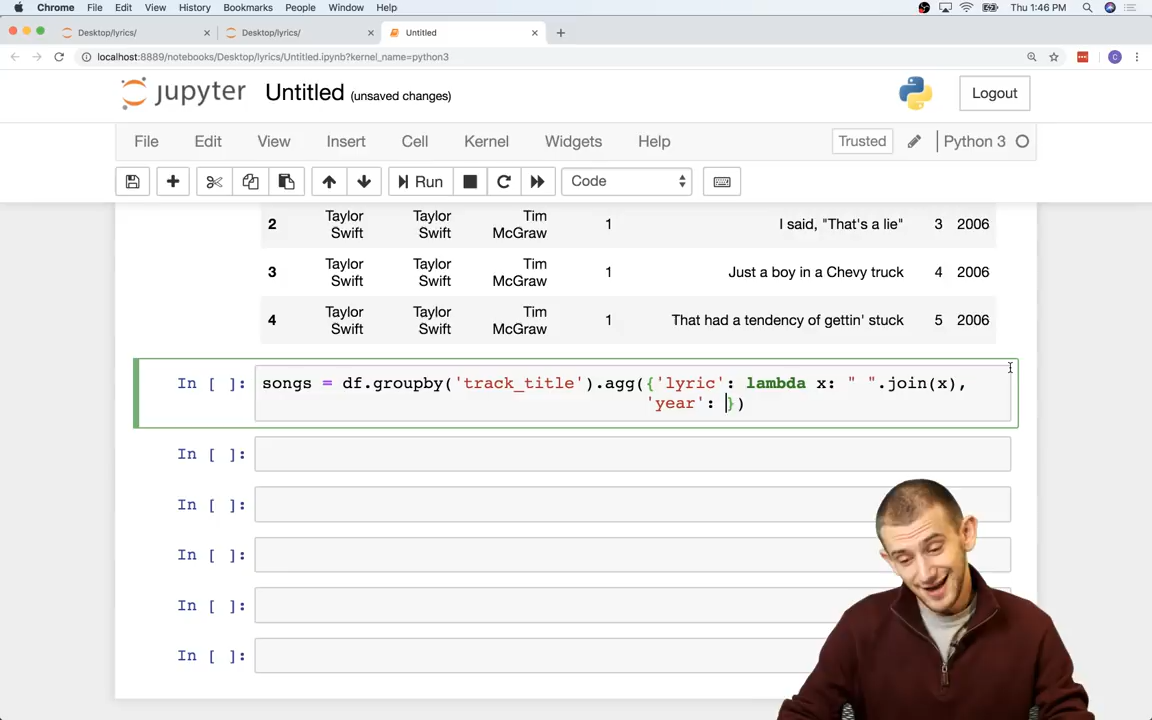 Chrome File Edit View History Bookmarks People Window Help Thu 1:46 PM
Desktop/lyrics/ Desktop/lyrics/ Untitled
localhost:8889/notebooks/Desktop/lyrics/Untitled.ipynb?kernel_name=python3 C
jupyter Untitled (unsaved changes) Logout
File Edit View Insert Cell Kernel Widgets Help Trusted Python 3
Run Code
2 Taylor Swift Taylor Swift Tim McGraw 1 I said, "That's a lie" 3 2006
3 Taylor Swift Taylor Swift Tim McGraw 1 Just a boy in a Chevy truck 4 2006
4 Taylor Swift Taylor Swift Tim McGraw 1 That had a tendency of gettin' stuck 5 2006
In [ ]: songs = df.groupby('track_title').agg({'lyric': lambda x: " ".join(x),
'year': })
In [ ]:
In [ ]:
In [ ]:
In [ ]:
In [ ]: